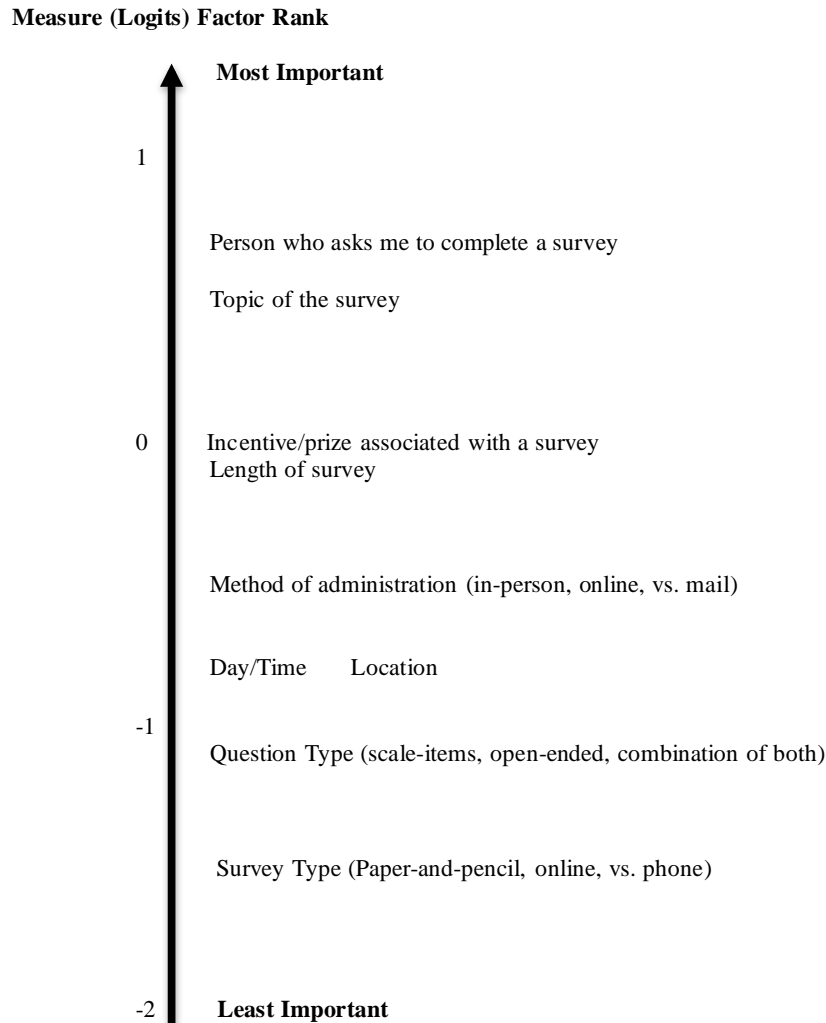 Measure (Logits) Factor Rank
Most Important
1
Person who asks me to complete a survey
Topic of the survey
0 Incentive/prize associated with a survey
Length of survey
Method of administration (in-person, online, vs. mail)
Day/Time Location
-1
Question Type (scale-items, open-ended, combination of both)
Survey Type (Paper-and-pencil, online, vs. phone)
-2 Least Important